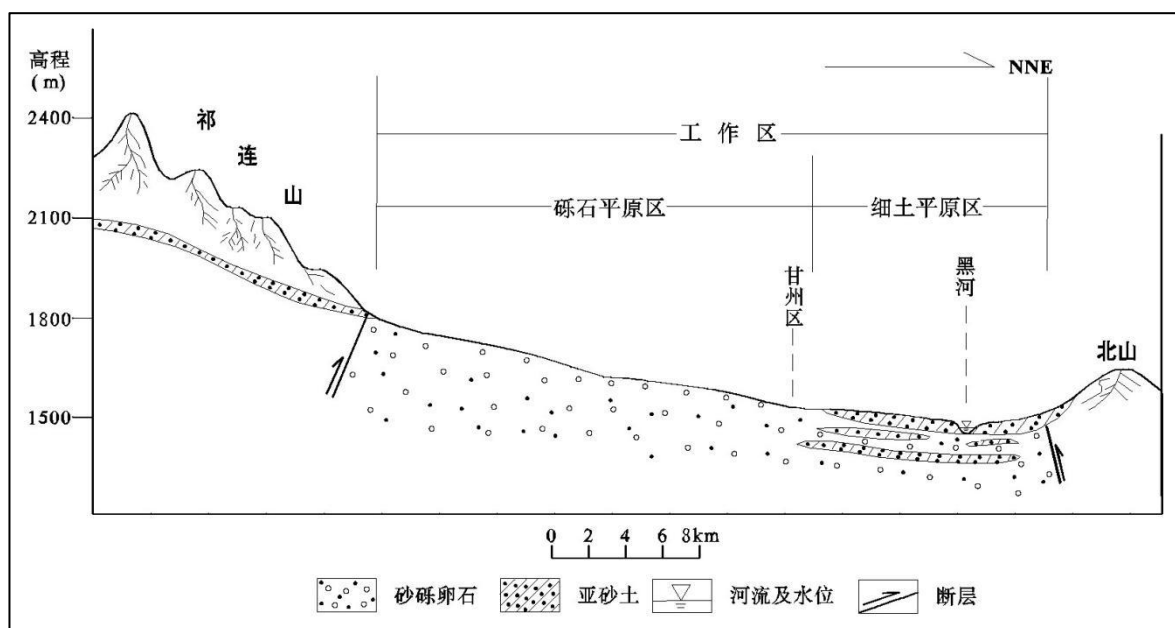 高程
(m)
2400
2100
1800
1500
祁
连
山
NNE
工作区
砾石平原区
细土平原区
甘州区
黑河
北山
0 2 4 6 8km
砂砾卵石
亚砂土
河流及水位
断层